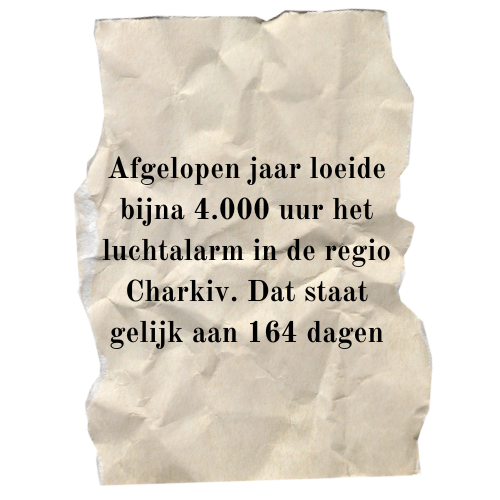 Afgelopen jaar loeide
bijna 4.000 uur het
luchtalarm in de regio
Charkiv. Dat staat
gelijk aan 164 dagen